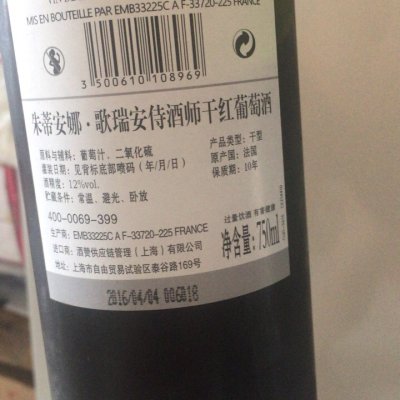 MIS EN BOUTEILLE PAR EMB33225C A F-33720-225 FRANCE
3 500610 108969
朱蒂安娜·歌瑞安侍酒师干红葡萄酒
原料与辅料：葡萄汁、二氧化硫
产品类型：干型
灌装日期：见背标底部喷码（年/月/日）
原产国：法国
酒精度：12%vol.
保质期：10年
贮藏条件：常温、避光、卧放
400-0069-399
过量饮酒 有害健康
生产商：EMB33225C A F-33720-225 FRANCE
净含量：750ml
进口商：酒赟供应链管理（上海）有限公司
地址：上海市自由贸易试验区泰谷路169号
2016/04/04 006018